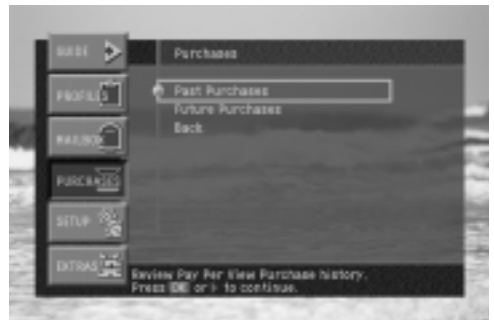 GUIDE
Purchases
PROFILES
Past Purchases
Future Purchases
MAILBOX
Back
PURCHASES
SETUP
EXTRAS
Review Pay Per View Purchase history.
Press OK or ▹ to continue.